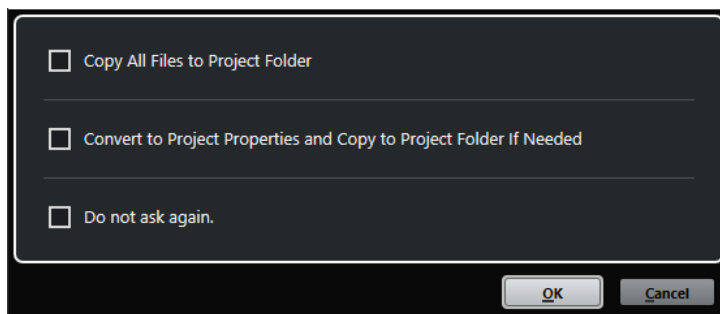 Copy All Files to Project Folder
Convert to Project Properties and Copy to Project Folder If Needed
Do not ask again.
OK Cancel